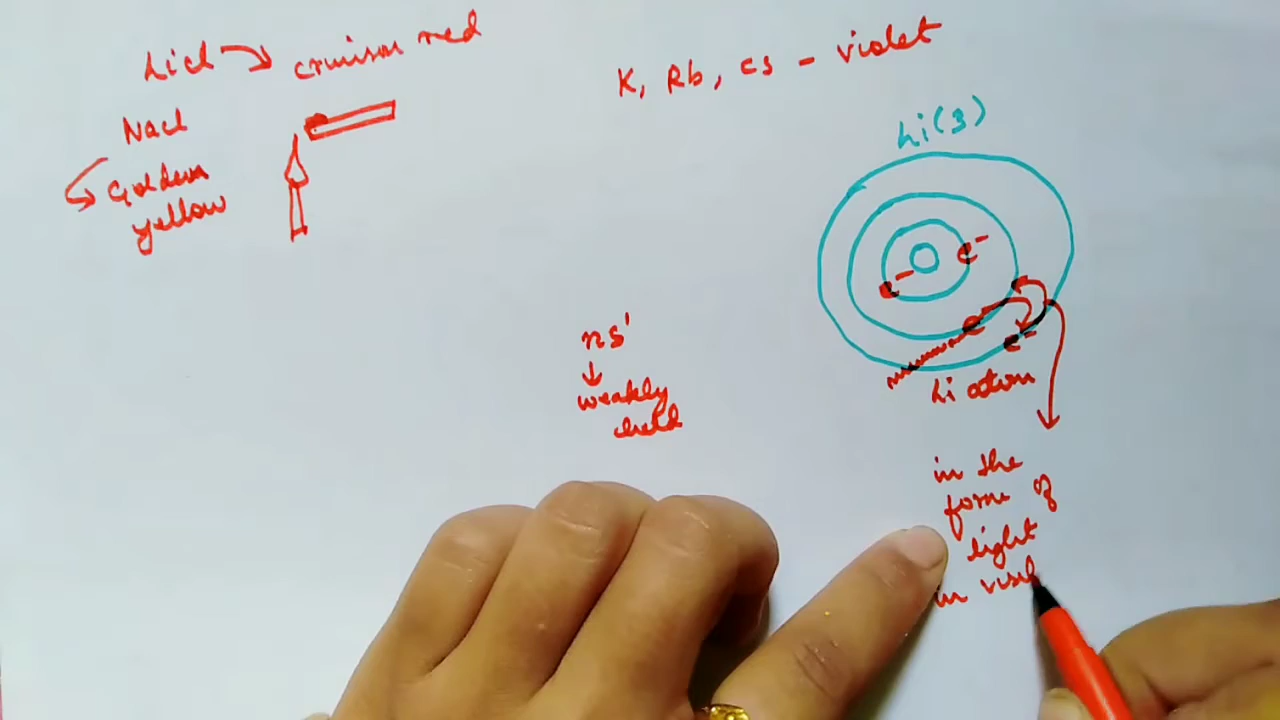 LiCl → crimson red
NaCl
Golden
yellow
K, Rb, Cs - violet
Li(3)
e-
e-
e-
e-
Li atom
ns¹
↓
weakly
held
in the
form of
light
in visib